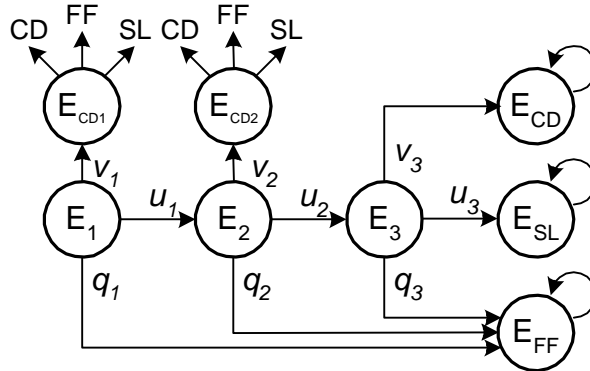 CD FF SL CD FF SL
E_CD1 E_CD2 E_CD
v_1 v_2 v_3
E_1 u_1 E_2 u_2 E_3 u_3 E_SL
q_1 q_2 q_3
E_FF